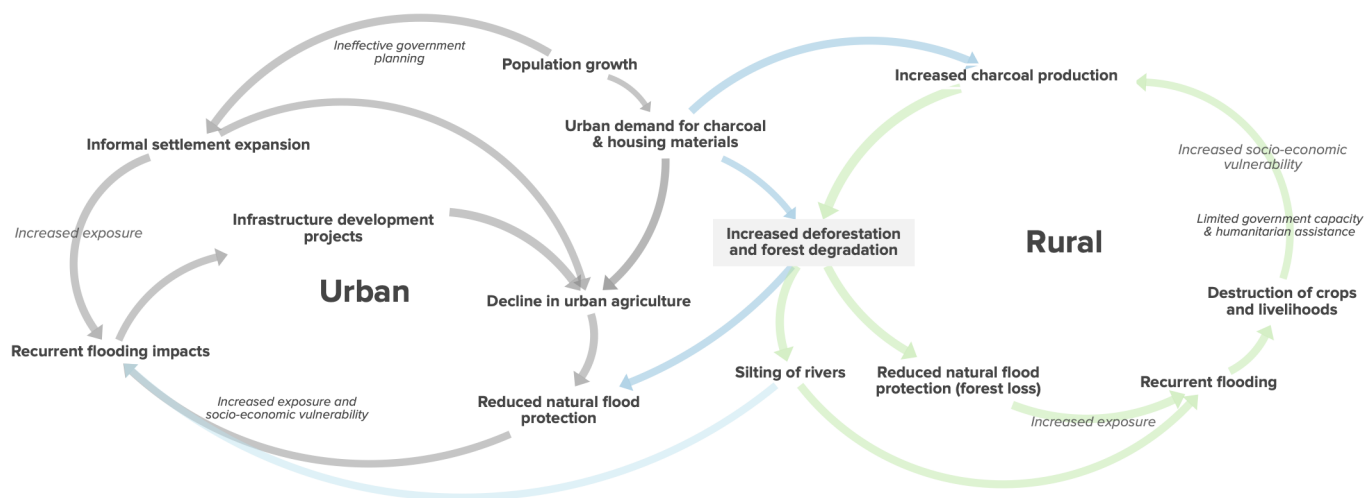 Ineffective government
planning
Population growth
Increased charcoal production
Urban demand for charcoal
& housing materials
Informal settlement expansion
Increased socio-economic
vulnerability
Infrastructure development
projects
Increased exposure
Increased deforestation
and forest degradation
Rural
Limited government capacity
& humanitarian assistance
Urban
Decline in urban agriculture
Destruction of crops
and livelihoods
Recurrent flooding impacts
Silting of rivers
Reduced natural flood
protection (forest loss)
Recurrent flooding
Increased exposure and
socio-economic vulnerability
Reduced natural flood
protection
Increased exposure